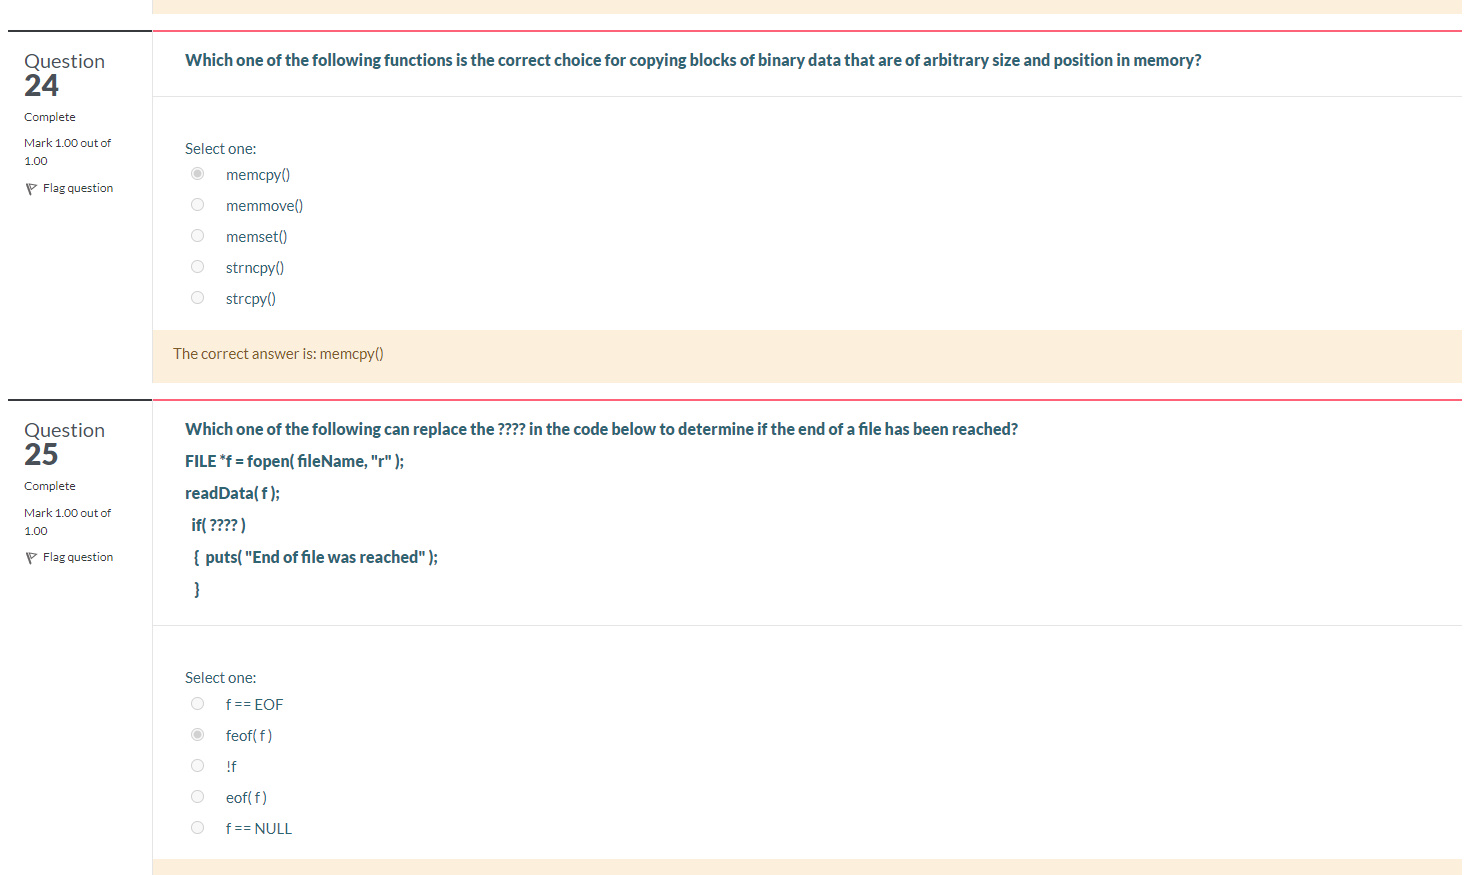 Question
24
Complete
Mark 1.00 out of
1.00
Flag question
Which one of the following functions is the correct choice for copying blocks of binary data that are of arbitrary size and position in memory?
Select one:
memcpy()
memmove()
memset()
strncpy()
strcpy()
The correct answer is: memcpy()
Question
25
Complete
Mark 1.00 out of
1.00
Flag question
Which one of the following can replace the ???? in the code below to determine if the end of a file has been reached?
FILE *f = fopen( fileName, "r" );
readData( f );
if( ???? )
{ puts( "End of file was reached" );
}
Select one:
f == EOF
feof( f )
!f
eof( f )
f == NULL